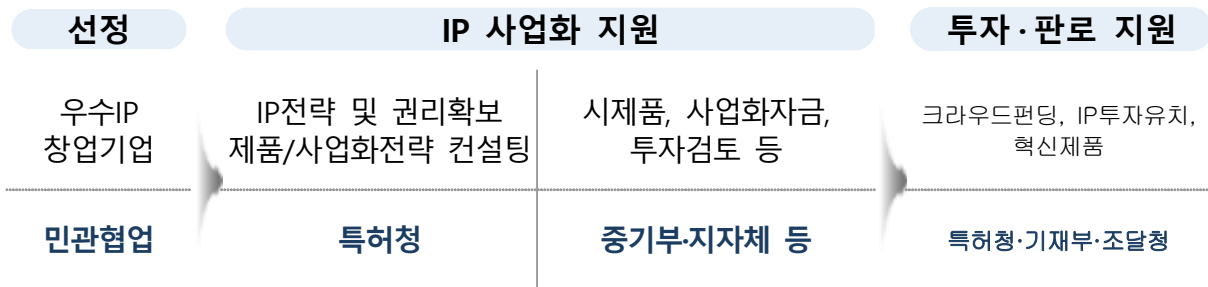 선정
IP 사업화 지원
투자·판로 지원
우수IP
창업기업
IP전략 및 권리확보
제품/사업화전략 컨설팅
시제품, 사업화자금,
투자검토 등
크라우드펀딩, IP투자유치,
혁신제품
민관협업
특허청
중기부·지자체 등
특허청·기재부·조달청